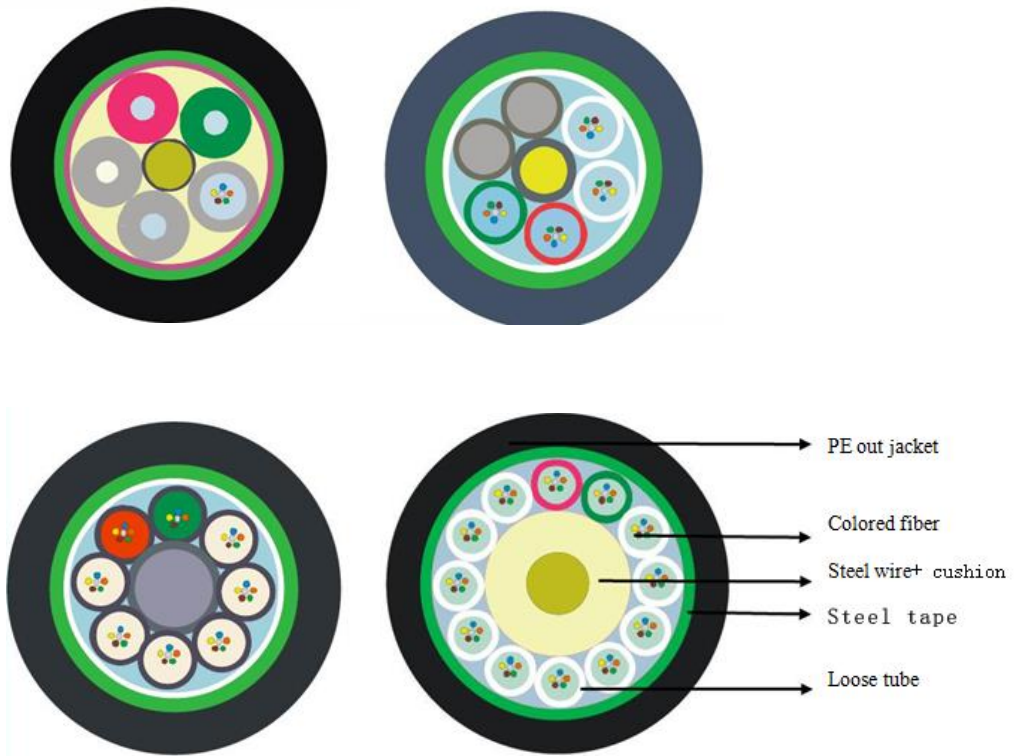 PE out jacket
Colored fiber
Steel wire+ cushion
Steel tape
Loose tube